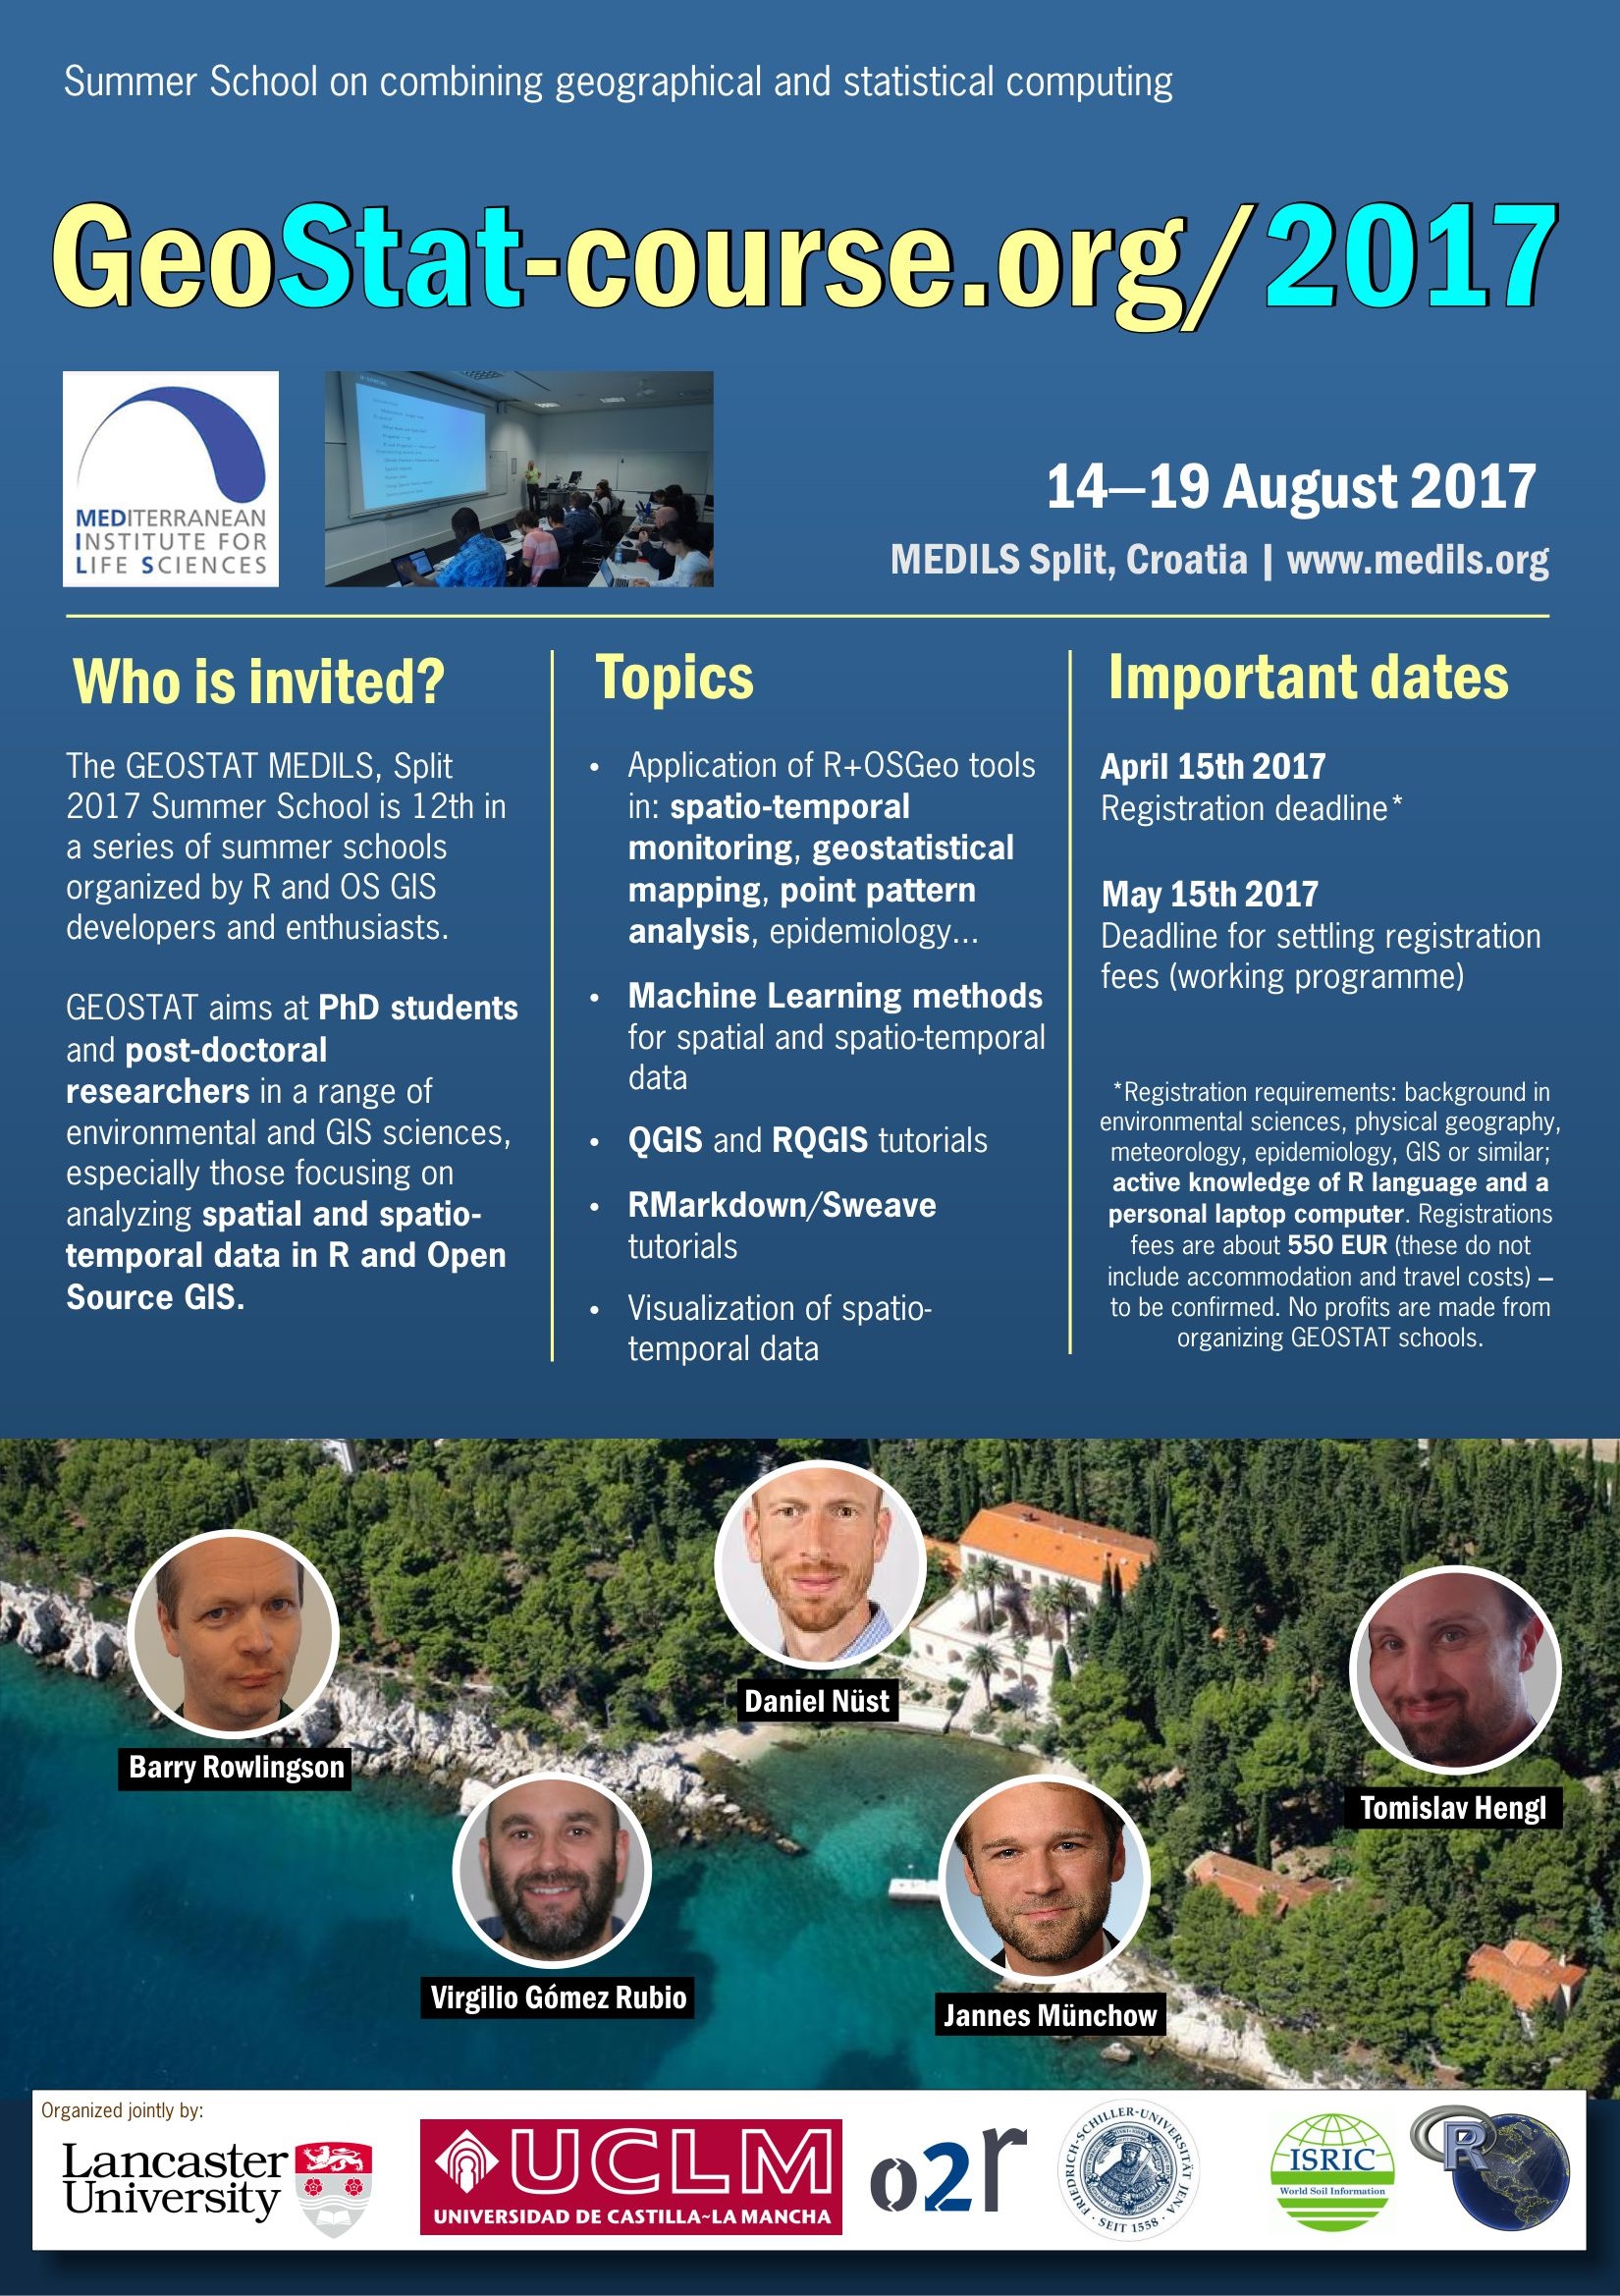 Summer School on combining geographical and statistical computing
GeoStat-course.org/2017
MEDITERRANEAN
INSTITUTE FOR
LIFE SCIENCES
14—19 August 2017
MEDILS Split, Croatia | www.medils.org
Who is invited?
The GEOSTAT MEDILS, Split
2017 Summer School is 12th in
a series of summer schools
organized by R and OS GIS
developers and enthusiasts.
GEOSTAT aims at PhD students
and post-doctoral
researchers in a range of
environmental and GIS sciences,
especially those focusing on
analyzing spatial and spatio-
temporal data in R and Open
Source GIS.
Topics
• Application of R+OSGeo tools
in: spatio-temporal
monitoring, geostatistical
mapping, point pattern
analysis, epidemiology...
• Machine Learning methods
for spatial and spatio-temporal
data
• QGIS and RQGIS tutorials
• RMarkdown/Sweave
tutorials
• Visualization of spatio-
temporal data
Important dates
April 15th 2017
Registration deadline*
May 15th 2017
Deadline for settling registration
fees (working programme)
*Registration requirements: background in
environmental sciences, physical geography,
meteorology, epidemiology, GIS or similar;
active knowledge of R language and a
personal laptop computer. Registrations
fees are about 550 EUR (these do not
include accommodation and travel costs) —
to be confirmed. No profits are made from
organizing GEOSTAT schools.
Daniel Nüst
Barry Rowlingson
Tomislav Hengl
Virgilio Gómez Rubio
Jannes Münchow
Organized jointly by:
Lancaster
University
UCLM
UNIVERSIDAD DE CASTILLA~LA MANCHA
o2r
FRIEDRICH-SCHILLER-UNIVERSITÄT JENA
· SEIT 1558 ·
ISRIC
World Soil Information
R